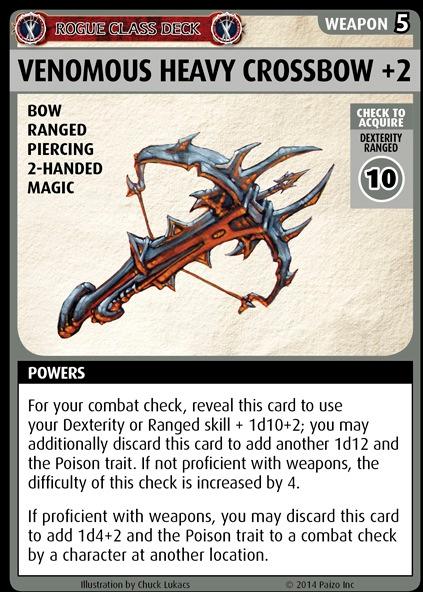 ROGUE CLASS DECK
WEAPON 5
VENOMOUS HEAVY CROSSBOW +2
BOW
RANGED
PIERCING
2-HANDED
MAGIC
CHECK TO
ACQUIRE
DEXTERITY
RANGED
10
POWERS
For your combat check, reveal this card to use
your Dexterity or Ranged skill + 1d10+2; you may
additionally discard this card to add another 1d12 and
the Poison trait. If not proficient with weapons, the
difficulty of this check is increased by 4.
If proficient with weapons, you may discard this card
to add 1d4+2 and the Poison trait to a combat check
by a character at another location.
Illustration by Chuck Lukacs
© 2014 Paizo Inc